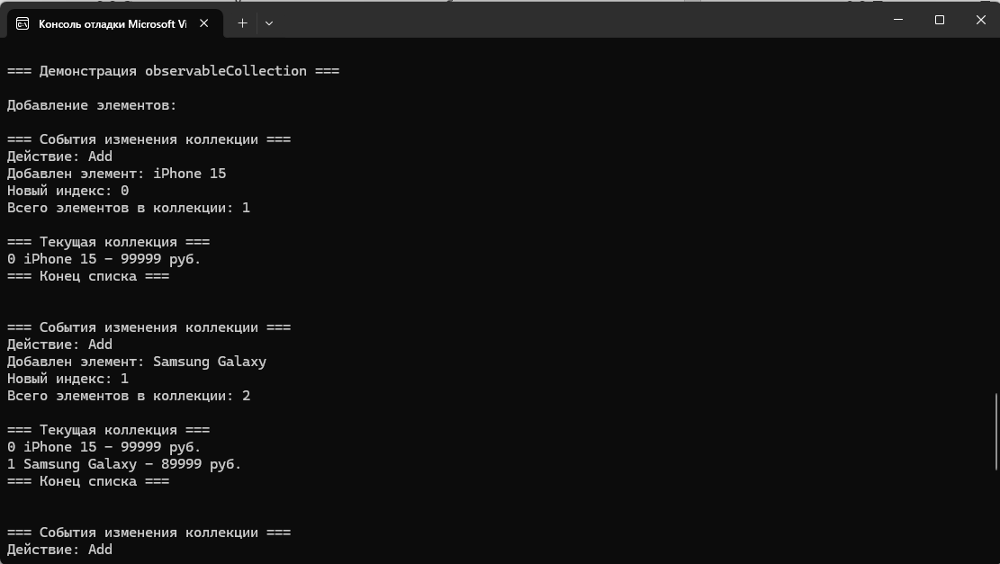 Консоль отладки Microsoft Vi
=== Демонстрация observableCollection ===
Добавление элементов:
=== События изменения коллекции ===
Действие: Add
Добавлен элемент: iPhone 15
Новый индекс: 0
Всего элементов в коллекции: 1
=== Текущая коллекция ===
0 iPhone 15 - 99999 руб.
=== Конец списка ===
=== События изменения коллекции ===
Действие: Add
Добавлен элемент: Samsung Galaxy
Новый индекс: 1
Всего элементов в коллекции: 2
=== Текущая коллекция ===
0 iPhone 15 - 99999 руб.
1 Samsung Galaxy - 89999 руб.
=== Конец списка ===
=== События изменения коллекции ===
Действие: Add